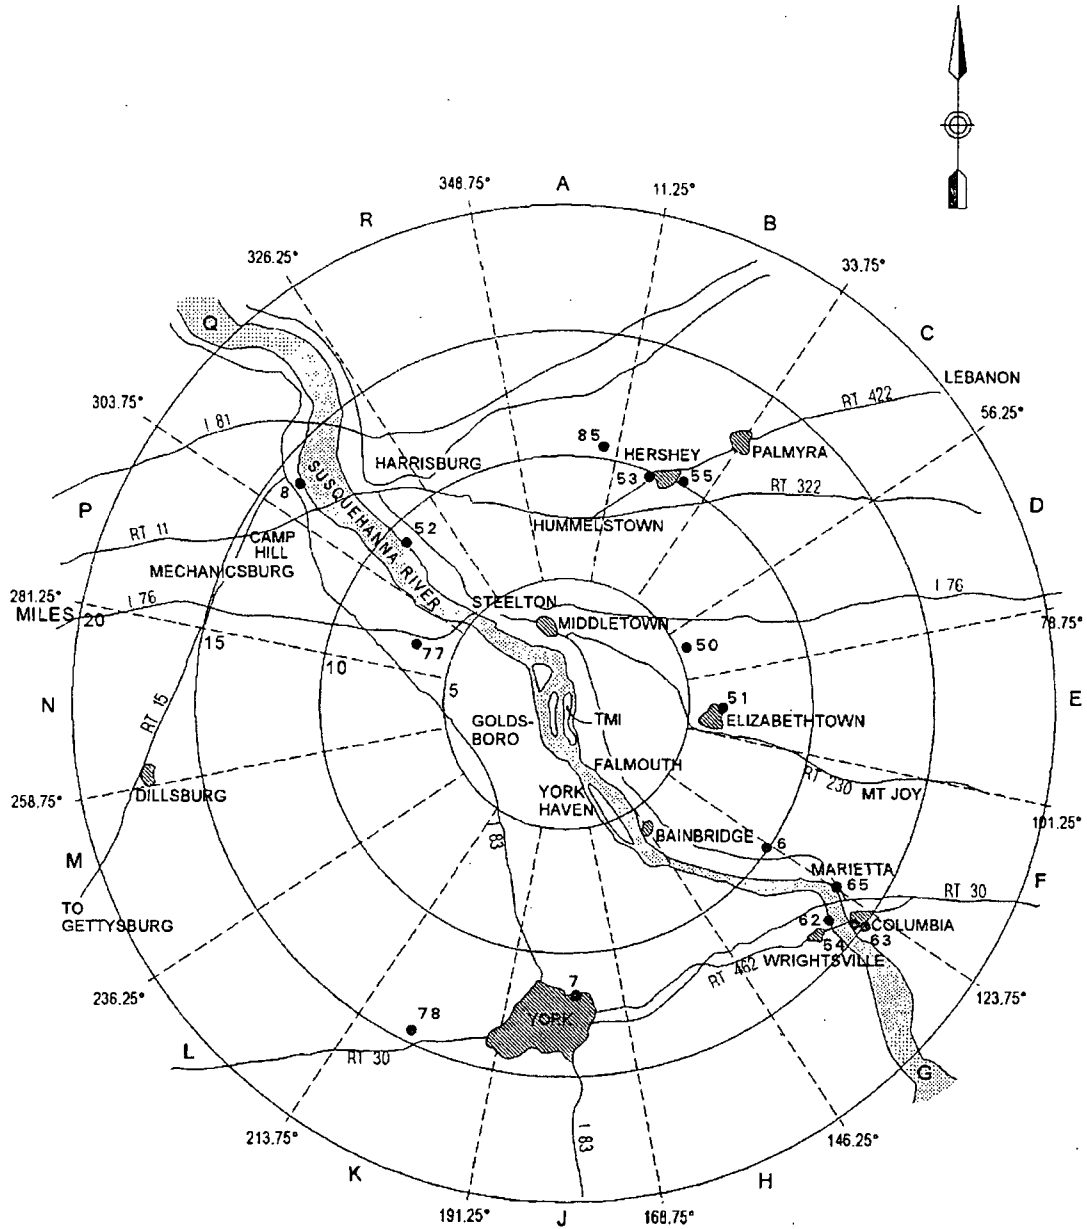 A
348.75°
11.25°
R
B
326.25°
33.75°
Q
C
LEBANON
RT 422
56.25°
303.75°
I 81
85
HERSHEY
PALMYRA
HARRISBURG
53
55
8
SUSQUEHANNA RIVER
RT 322
P
D
52
HUMMELSTOWN
RT 11
CAMP
HILL
MECHANICSBURG
281.25°
I 76
I 76
STEELTON
MILES 20
15
10
5
MIDDLETOWN
78.75°
77
50
N
E
51
RT 15
GOLDS-
BORO
TMI
ELIZABETHTOWN
FALMOUTH
RT 230
MT JOY
DILLSBURG
258.75°
YORK
HAVEN
101.25°
I 83
BAINBRIDGE
6
M
MARIETTA
65
F
RT 30
TO
GETTYSBURG
62
COLUMBIA
54
63
WRIGHTSVILLE
RT 462
236.25°
7
123.75°
78
YORK
L
RT 30
G
213.75°
I 83
146.25°
K
H
191.25°
J
168.75°